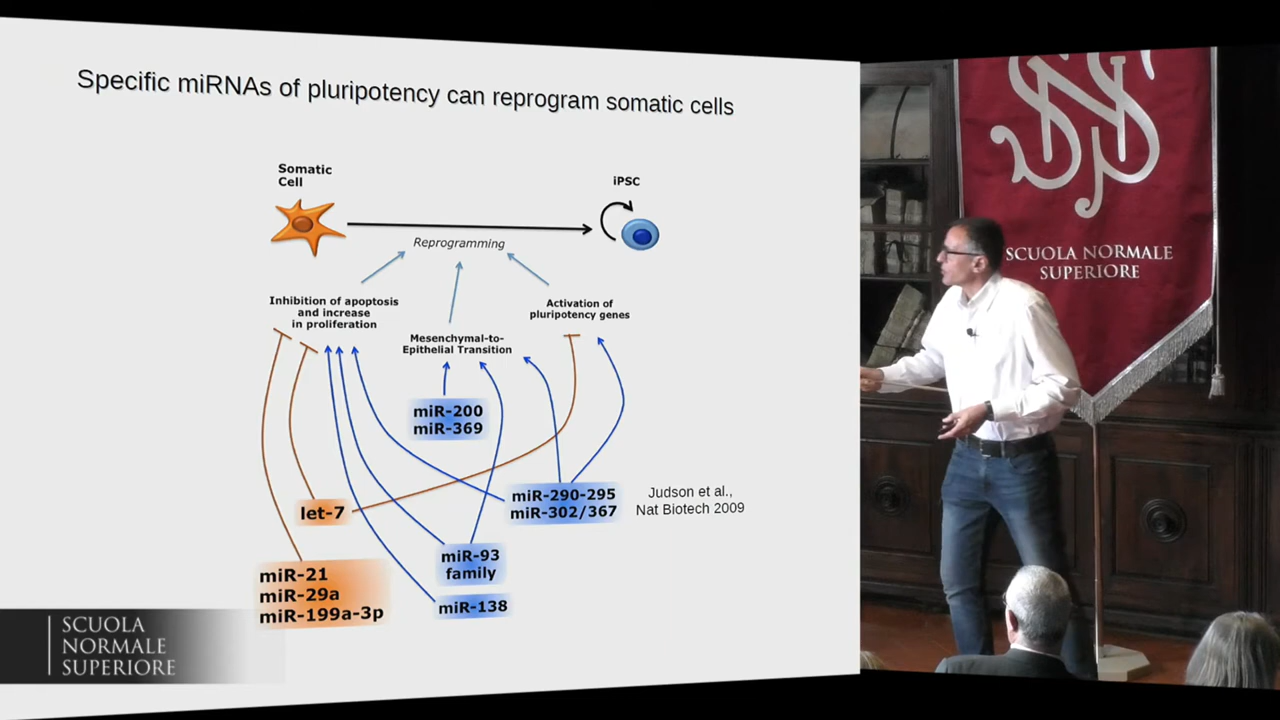 Specific miRNAs of pluripotency can reprogram somatic cells
Somatic
Cell
iPSC
Reprogramming
Inhibition of apoptosis
and increase
in proliferation
Mesenchymal-to-
Epithelial Transition
Activation of
pluripotency genes
miR-200
miR-369
let-7
miR-290-295
miR-302/367
Judson et al.,
Nat Biotech 2009
miR-93
family
miR-138
miR-21
miR-29a
miR-199a-3p
SCUOLA
NORMALE
SUPERIORE
SCUOLA NORMALE
SUPERIORE